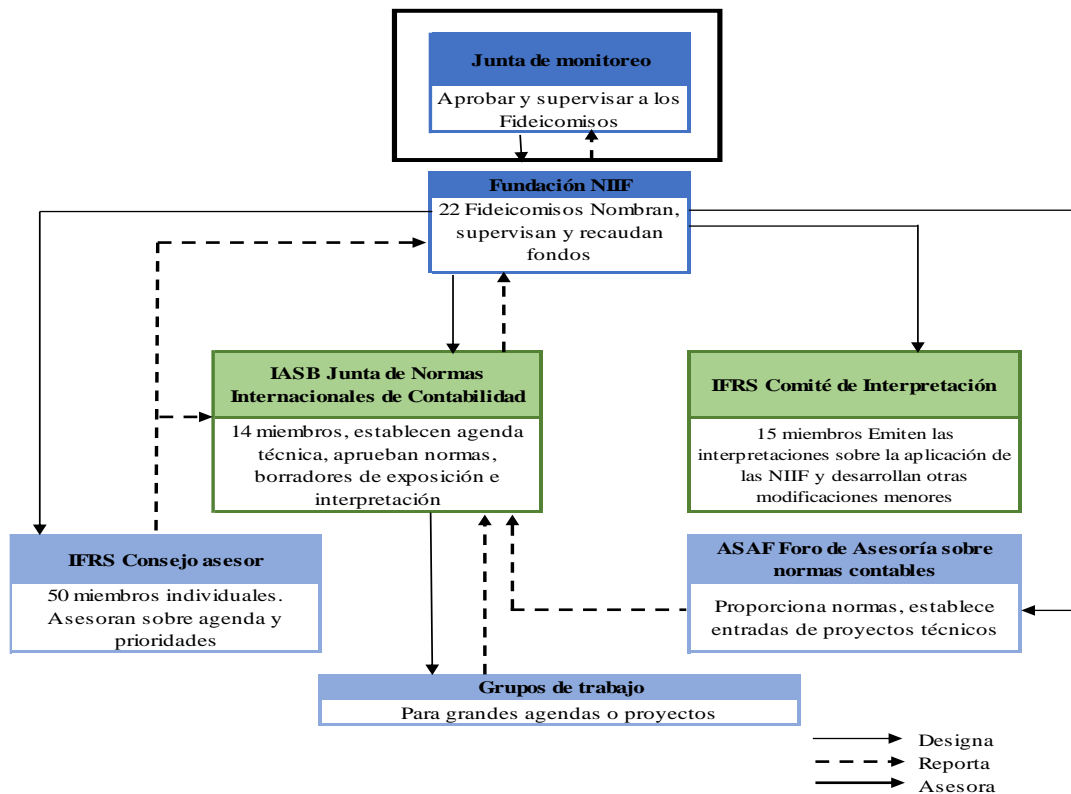 Junta de monitoreo
Aprobar y supervisar a los
Fideicomisos
Fundación NIIF
22 Fideicomisos Nombran,
supervisan y recaudan
fondos
IASB Junta de Normas
Internacionales de Contabilidad
14 miembros, establecen agenda
técnica, aprueban normas,
borradores de exposición e
interpretación
IFRS Comité de Interpretación
15 miembros Emiten las
interpretaciones sobre la aplicación de
las NIIF y desarrollan otras
modificaciones menores
IFRS Consejo asesor
50 miembros individuales.
Asesoran sobre agenda y
prioridades
ASAF Foro de Asesoría sobre
normas contables
Proporciona normas, establece
entradas de proyectos técnicos
Grupos de trabajo
Para grandes agendas o proyectos
Designa
Reporta
Asesora